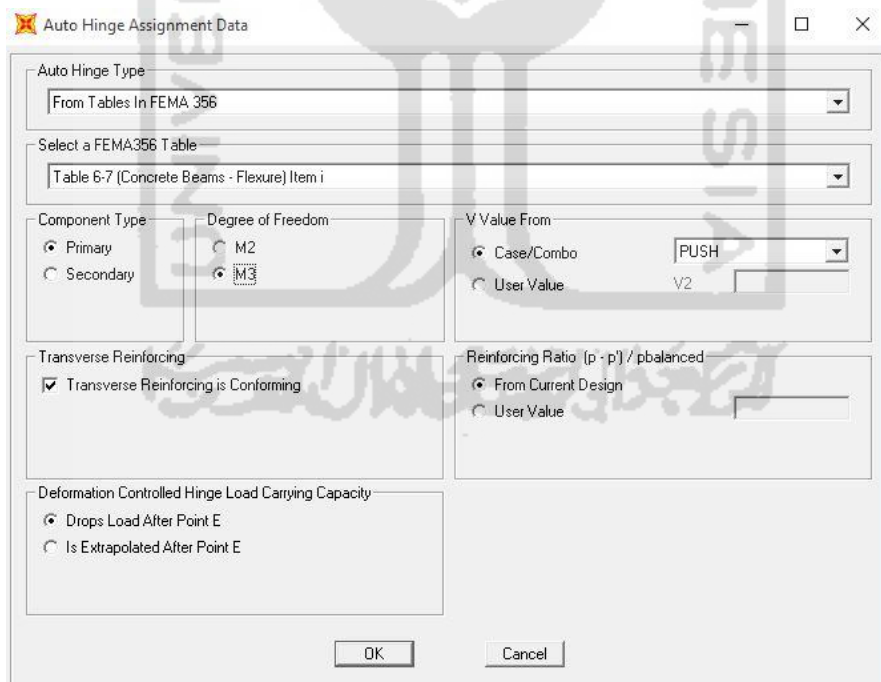 Auto Hinge Assignment Data
Auto Hinge Type
From Tables In FEMA 356
Select a FEMA356 Table
Table 6-7 (Concrete Beams - Flexure) Item i
Component Type
Primary
Secondary
Degree of Freedom
M2
M3
V Value From
Case/Combo
PUSH
User Value
V2
Transverse Reinforcing
Transverse Reinforcing is Conforming
Reinforcing Ratio (p - p') / pbalanced
From Current Design
User Value
Deformation Controlled Hinge Load Carrying Capacity
Drops Load After Point E
Is Extrapolated After Point E
OK
Cancel